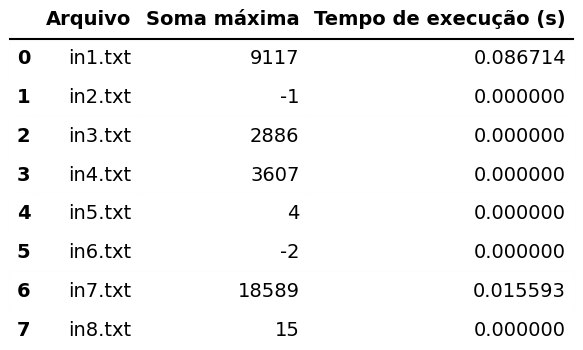 Arquivo Soma máxima Tempo de execução (s)
0 in1.txt 9117 0.086714
1 in2.txt -1 0.000000
2 in3.txt 2886 0.000000
3 in4.txt 3607 0.000000
4 in5.txt 4 0.000000
5 in6.txt -2 0.000000
6 in7.txt 18589 0.015593
7 in8.txt 15 0.000000